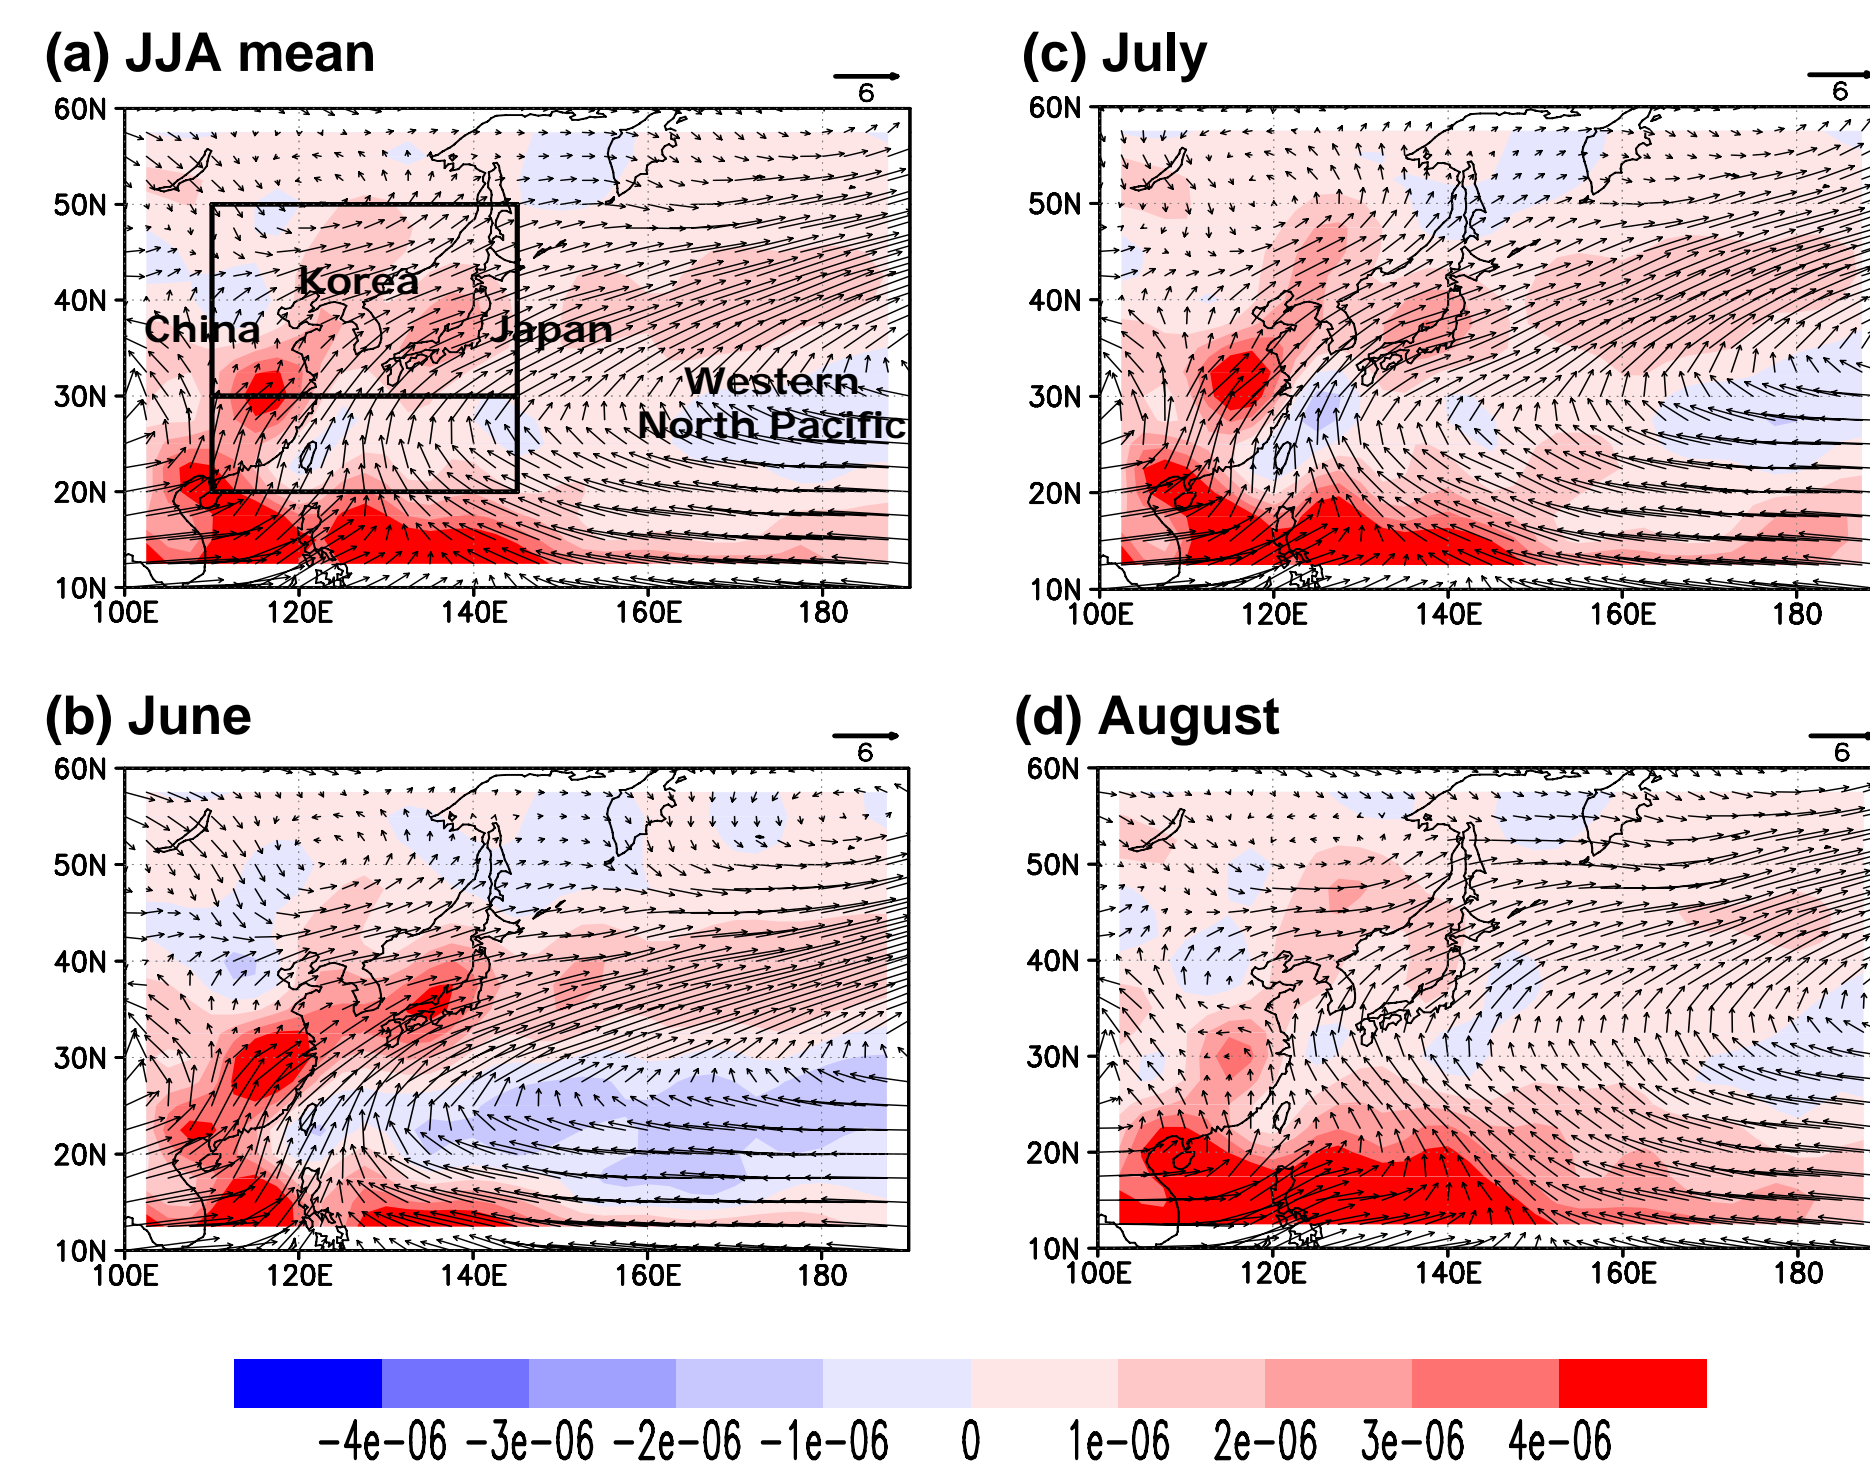 (a) JJA mean
6
60N
50N
40N
30N
20N
10N
100E 120E 140E 160E 180
Korea
China
Japan
Western
North Pacific
(c) July
6
60N
50N
40N
30N
20N
10N
100E 120E 140E 160E 180
(b) June
6
60N
50N
40N
30N
20N
10N
100E 120E 140E 160E 180
(d) August
6
60N
50N
40N
30N
20N
10N
100E 120E 140E 160E 180
-4e-06 -3e-06 -2e-06 -1e-06 0 1e-06 2e-06 3e-06 4e-06